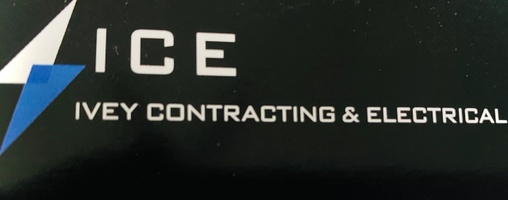 ICE
IVEY CONTRACTING & ELECTRICAL